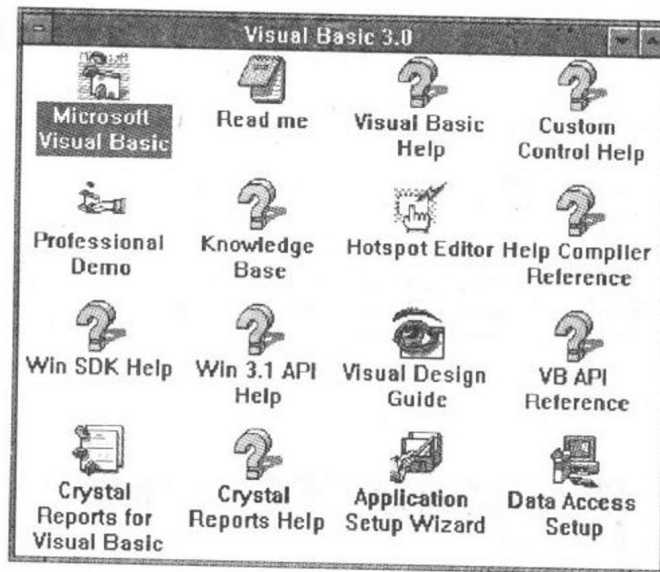 Visual Basic 3.0
Microsoft
Visual Basic
Read me
Visual Basic
Help
Custom
Control Help
Professional
Demo
Knowledge
Base
Hotspot Editor
Help Compiler
Reference
Win SDK Help
Win 3.1 API
Help
Visual Design
Guide
VB API
Reference
Crystal
Reports for
Visual Basic
Crystal
Reports Help
Application
Setup Wizard
Data Access
Setup